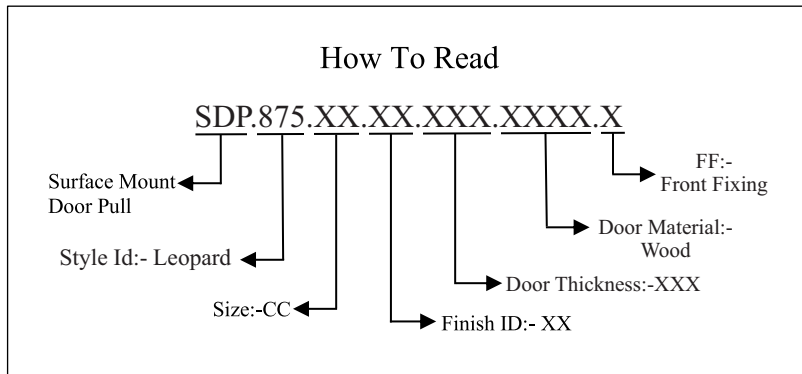 How To Read
SDP.875.XX.XX.XXX.XXXX.X
Surface Mount
Door Pull
Style Id:- Leopard
Size:-CC
Finish ID:- XX
Door Thickness:-XXX
Door Material:-
Wood
FF:-
Front Fixing